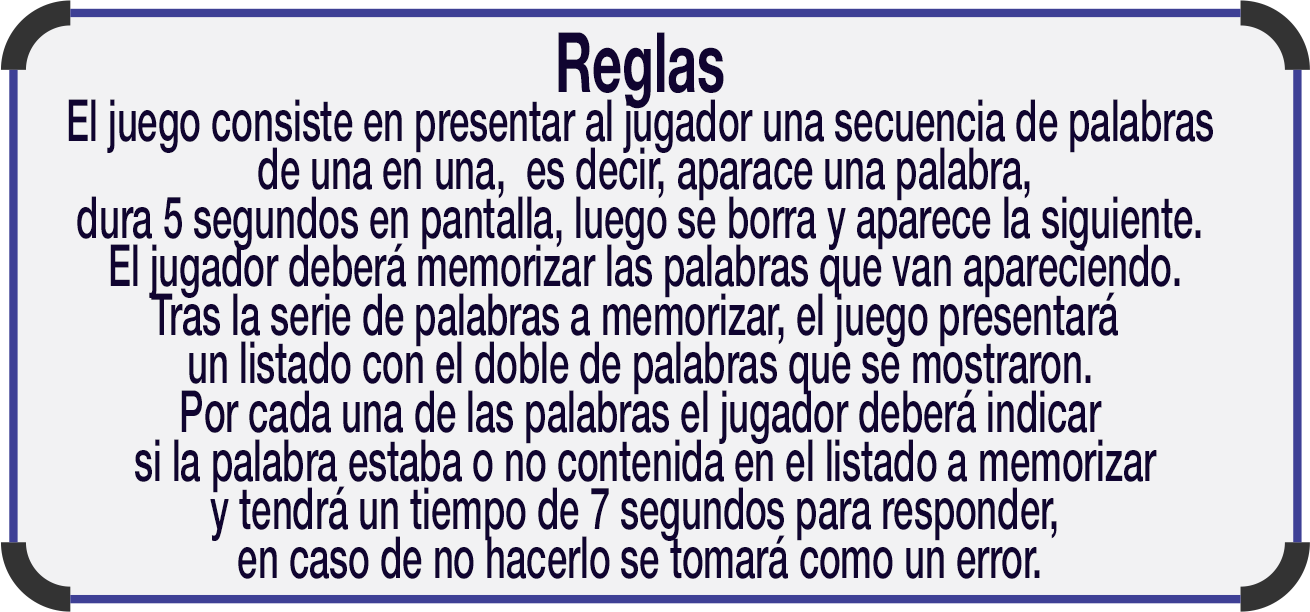 Reglas
El juego consiste en presentar al jugador una secuencia de palabras
de una en una,  es decir, aparace una palabra,
dura 5 segundos en pantalla, luego se borra y aparece la siguiente.
El jugador deberá memorizar las palabras que van apareciendo.
Tras la serie de palabras a memorizar, el juego presentará
un listado con el doble de palabras que se mostraron.
Por cada una de las palabras el jugador deberá indicar
si la palabra estaba o no contenida en el listado a memorizar
y tendrá un tiempo de 7 segundos para responder,
en caso de no hacerlo se tomará como un error.